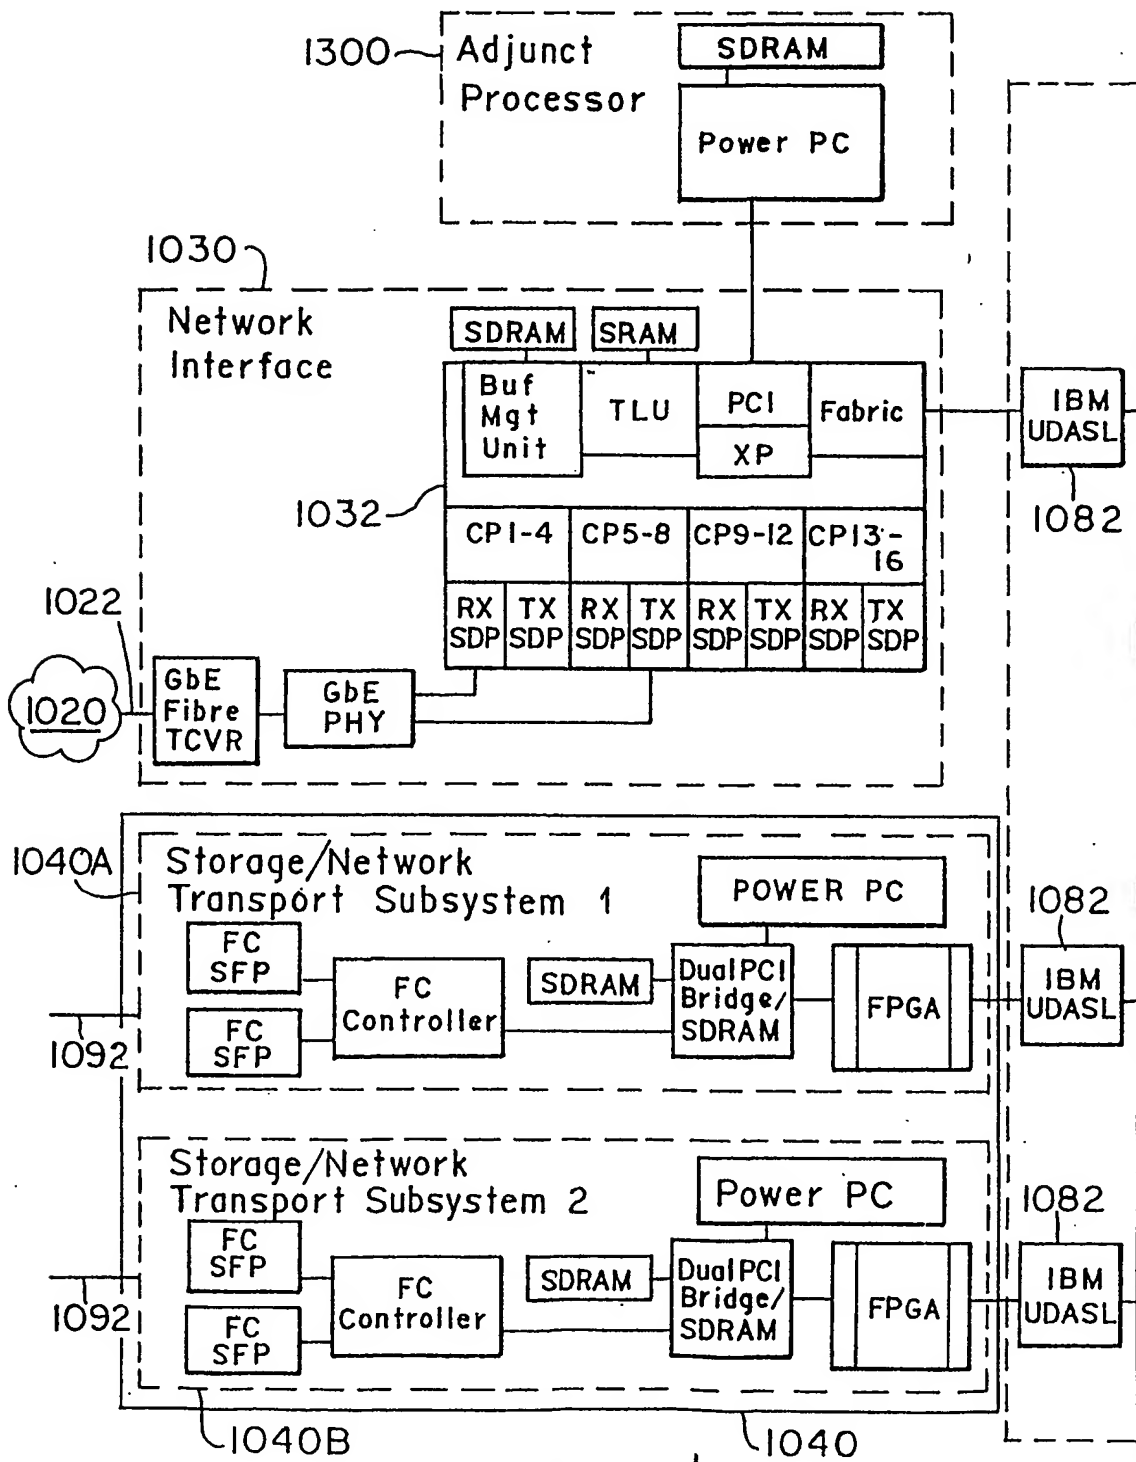 1300
Adjunct
Processor
SDRAM
Power PC
1030
Network
Interface
SDRAM
SRAM
Buf
Mgt
Unit
TLU
PCI
XP
Fabric
IBM
UDASL
1082
1032
CP1-4
CP5-8
CP9-12
CP13-
16
RX
SDP
TX
SDP
RX
SDP
TX
SDP
RX
SDP
TX
SDP
RX
SDP
TX
SDP
1022
1020
GbE
Fibre
TCVR
GbE
PHY
1040A
Storage/Network
Transport Subsystem 1
POWER PC
FC
SFP
FC
SFP
FC
Controller
SDRAM
Dual PCI
Bridge/
SDRAM
FPGA
1082
IBM
UDASL
1092
Storage/Network
Transport Subsystem 2
Power PC
FC
SFP
FC
SFP
FC
Controller
SDRAM
Dual PCI
Bridge/
SDRAM
FPGA
1082
IBM
UDASL
1092
1040B
1040